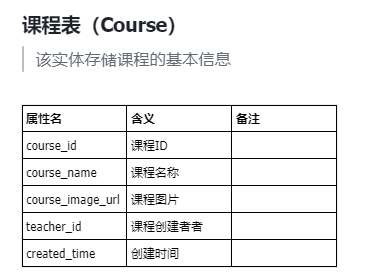 课程表（Course）
该实体存储课程的基本信息
属性名 含义 备注
course_id 课程ID
course_name 课程名称
course_image_url 课程图片
teacher_id 课程创建者者
created_time 创建时间